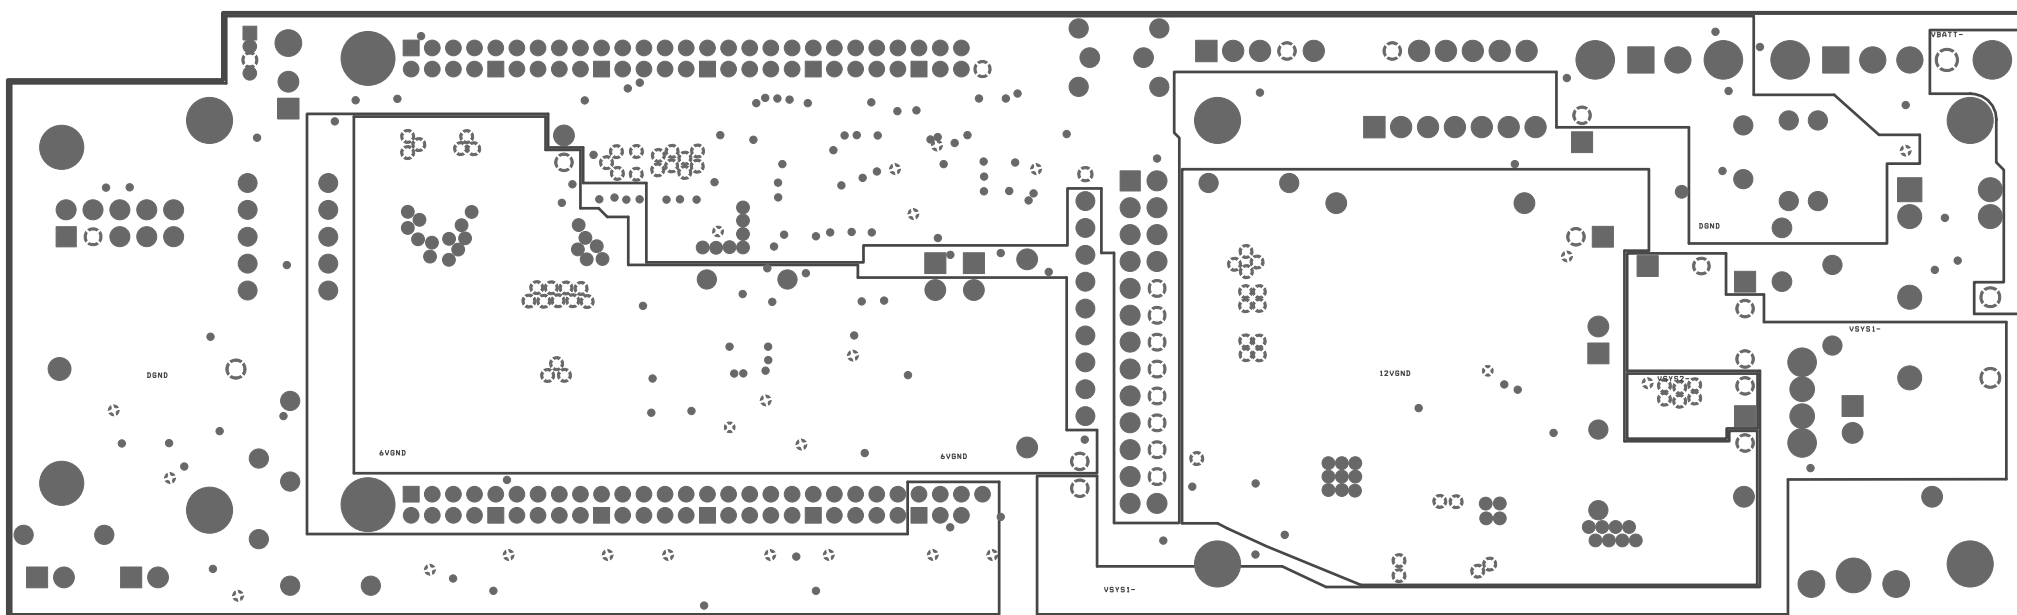 VBATT-
DGND
VSYS1-
DGND
12VGND
VSYS2-
6VGND
6VGND
VSYS1-